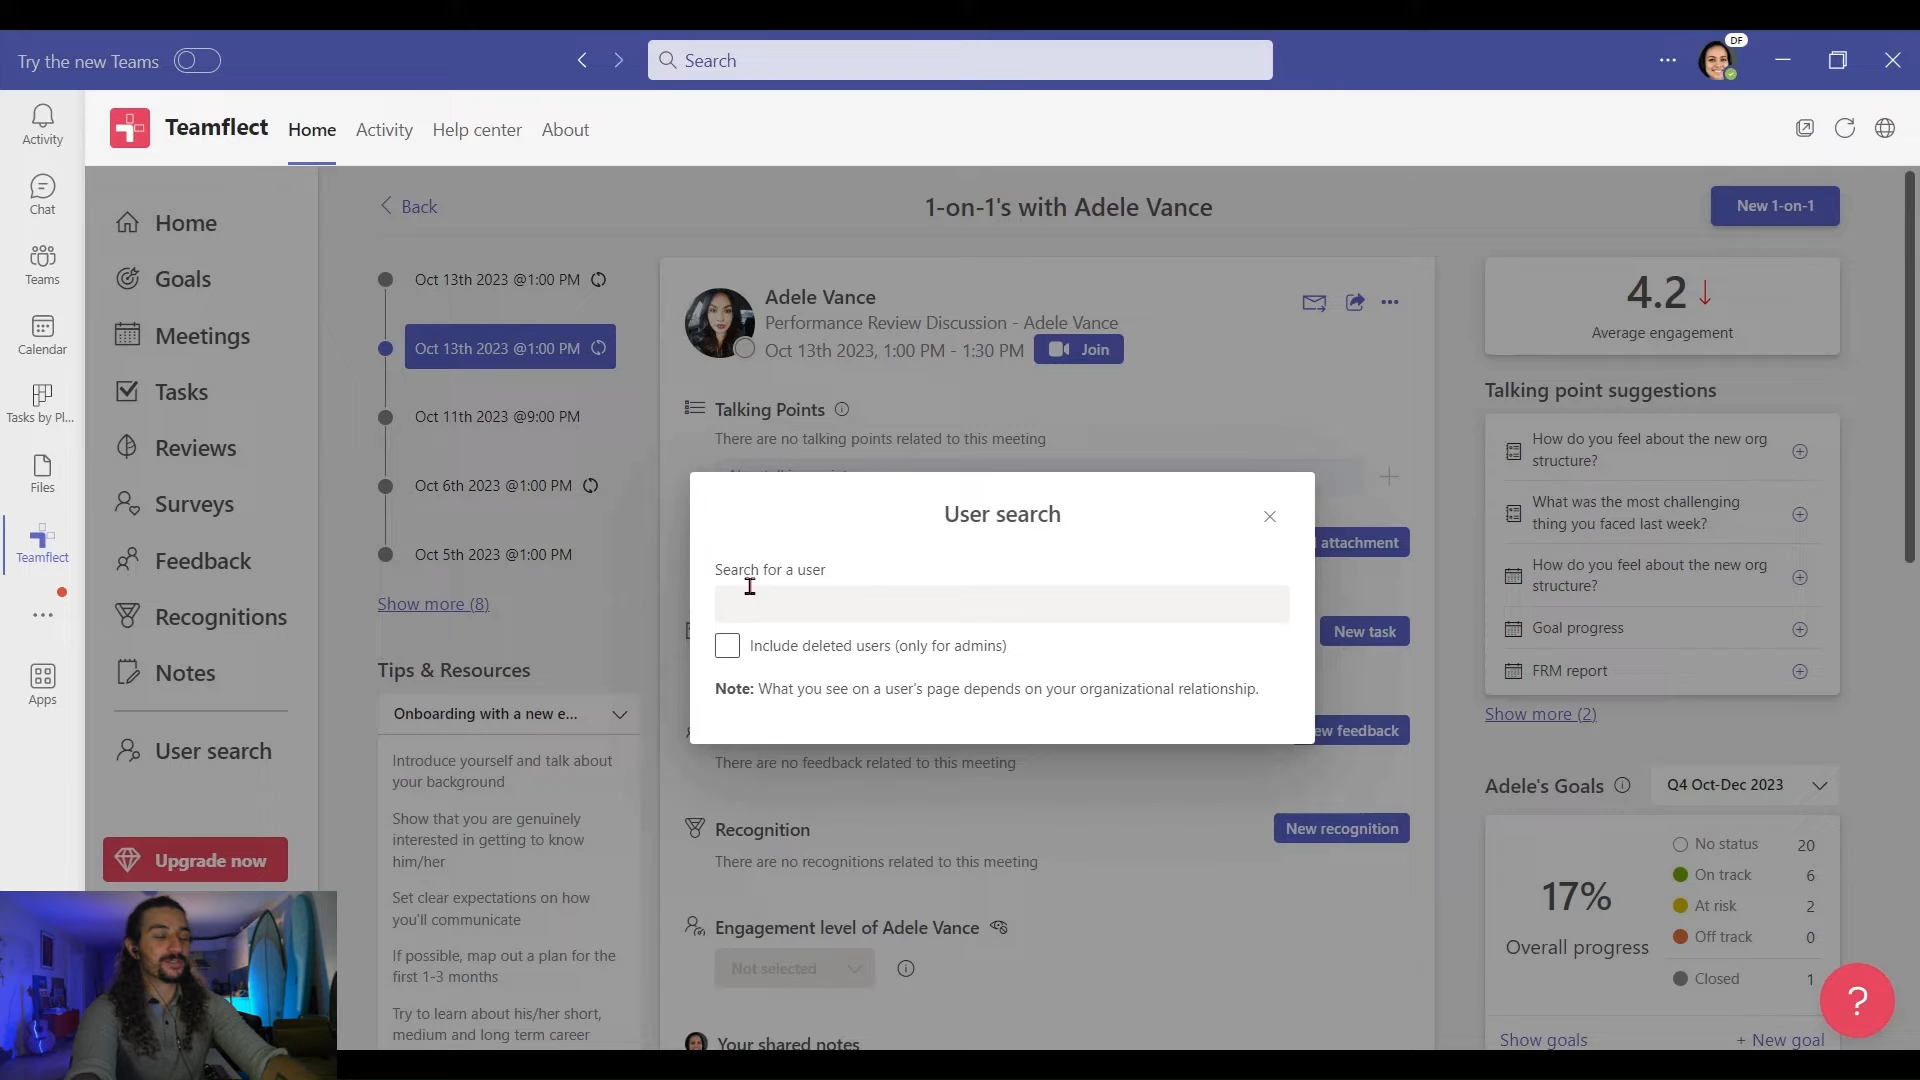 Try the new Teams
Search
DF
Activity
Chat
Teams
Calendar
Tasks by Pl...
Files
Teamflect
Apps
Teamflect
Home
Activity
Help center
About
Home
Goals
Meetings
Tasks
Reviews
Surveys
Feedback
Recognitions
Notes
User search
Upgrade now
Back
1-on-1's with Adele Vance
New 1-on-1
Oct 13th 2023 @1:00 PM
Oct 13th 2023 @1:00 PM
Oct 11th 2023 @9:00 PM
Oct 6th 2023 @1:00 PM
Oct 5th 2023 @1:00 PM
Show more (8)
Tips & Resources
Onboarding with a new e...
Introduce yourself and talk about
your background
Show that you are genuinely
interested in getting to know
him/her
Set clear expectations on how
you'll communicate
If possible, map out a plan for the
first 1-3 months
Try to learn about his/her short,
medium and long term career
Adele Vance
Performance Review Discussion - Adele Vance
Oct 13th 2023, 1:00 PM - 1:30 PM
Join
Talking Points
There are no talking points related to this meeting
User search
Search for a user
Include deleted users (only for admins)
Note: What you see on a user's page depends on your organizational relationship.
attachment
New task
ew feedback
There are no feedback related to this meeting
Recognition
New recognition
There are no recognitions related to this meeting
Engagement level of Adele Vance
Not selected
Your shared notes
4.2
Average engagement
Talking point suggestions
How do you feel about the new org
structure?
What was the most challenging
thing you faced last week?
How do you feel about the new org
structure?
Goal progress
FRM report
Show more (2)
Adele's Goals
Q4 Oct-Dec 2023
17%
Overall progress
No status 20
On track 6
At risk 2
Off track 0
Closed 1
Show goals
+ New goal
?